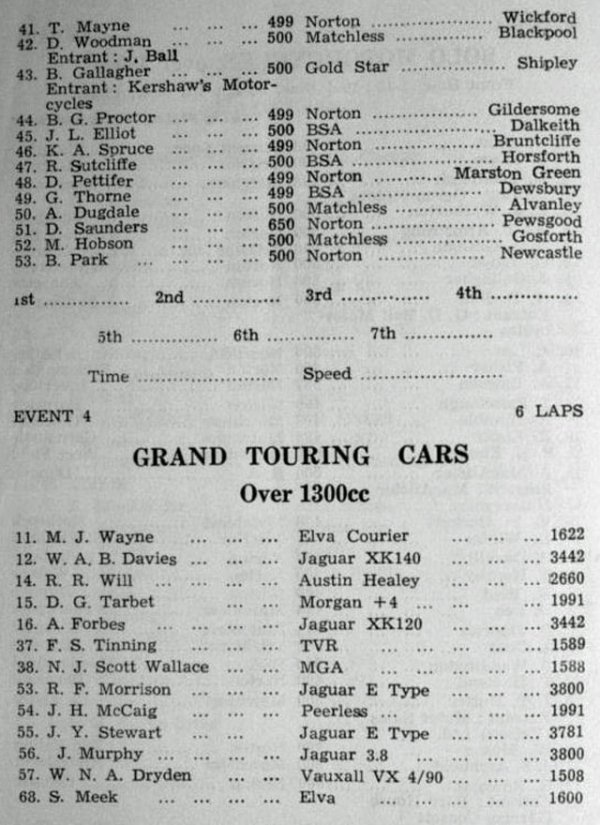 41. T. Mayne ... ... ... 499 Norton .................. Wickford
42. D. Woodman ... ... ... 500 Matchless ............... Blackpool
Entrant: J. Ball
43. B. Gallagher ... ... ... 500 Gold Star ................ Shipley
Entrant: Kershaw's Motor-
cycles
44. B. G. Proctor ... ... ... 499 Norton .................. Gildersome
45. J. L. Elliot ... ... ... 500 BSA ..................... Dalkeith
46. K. A. Spruce ... ... ... 499 Norton .................. Bruntcliffe
47. R. Sutcliffe ... ... ... 500 BSA ..................... Horsforth
48. D. Pettifer ... ... ... 499 Norton ............ Marston Green
49. G. Thorne ... ... ... 499 BSA ..................... Dewsbury
50. A. Dugdale ... ... ... 500 Matchless ................ Alvanley
51. D. Saunders ... ... ... 650 Norton .................. Pewsgood
52. M. Hobson ... ... ... 500 Matchless ................ Gosforth
53. B. Park ... ... ... ... 500 Norton .................. Newcastle
1st .............. 2nd .............. 3rd .............. 4th ..............
5th .............. 6th .............. 7th ..............
Time ....................... Speed .......................
EVENT 4 6 LAPS
GRAND TOURING CARS
Over 1300cc
11. M. J. Wayne ... ... ... Elva Courier ... ... ... 1622
12. W. A. B. Davies ... ... ... Jaguar XK140 ... ... ... 3442
14. R. R. Will ... ... ... ... Austin Healey ... ... ... 2660
15. D. G. Tarbet ... ... Morgan +4 ... ... ... 1991
16. A. Forbes ... ... ... ... Jaguar XK120 ... ... ... 3442
37. F. S. Tinning ... ... ... TVR ... ... ... ... ... 1589
38. N. J. Scott Wallace ... ... MGA ... ... ... ... ... 1588
53. R. F. Morrison ... ... ... Jaguar E Type ... ... ... 3800
54. J. H. McCaig ... ... ... Peerless ... ... ... ... 1991
55. J. Y. Stewart ... ... Jaguar E Type ... ... ... 3781
56. J. Murphy ... ... ... ... Jaguar 3.8 ... ... ... ... 3800
57. W. N. A. Dryden ... ... Vauxall VX 4/90 ... ... ... 1508
68. S. Meek ... ... ... ... Elva ... ... ... ... ... 1600